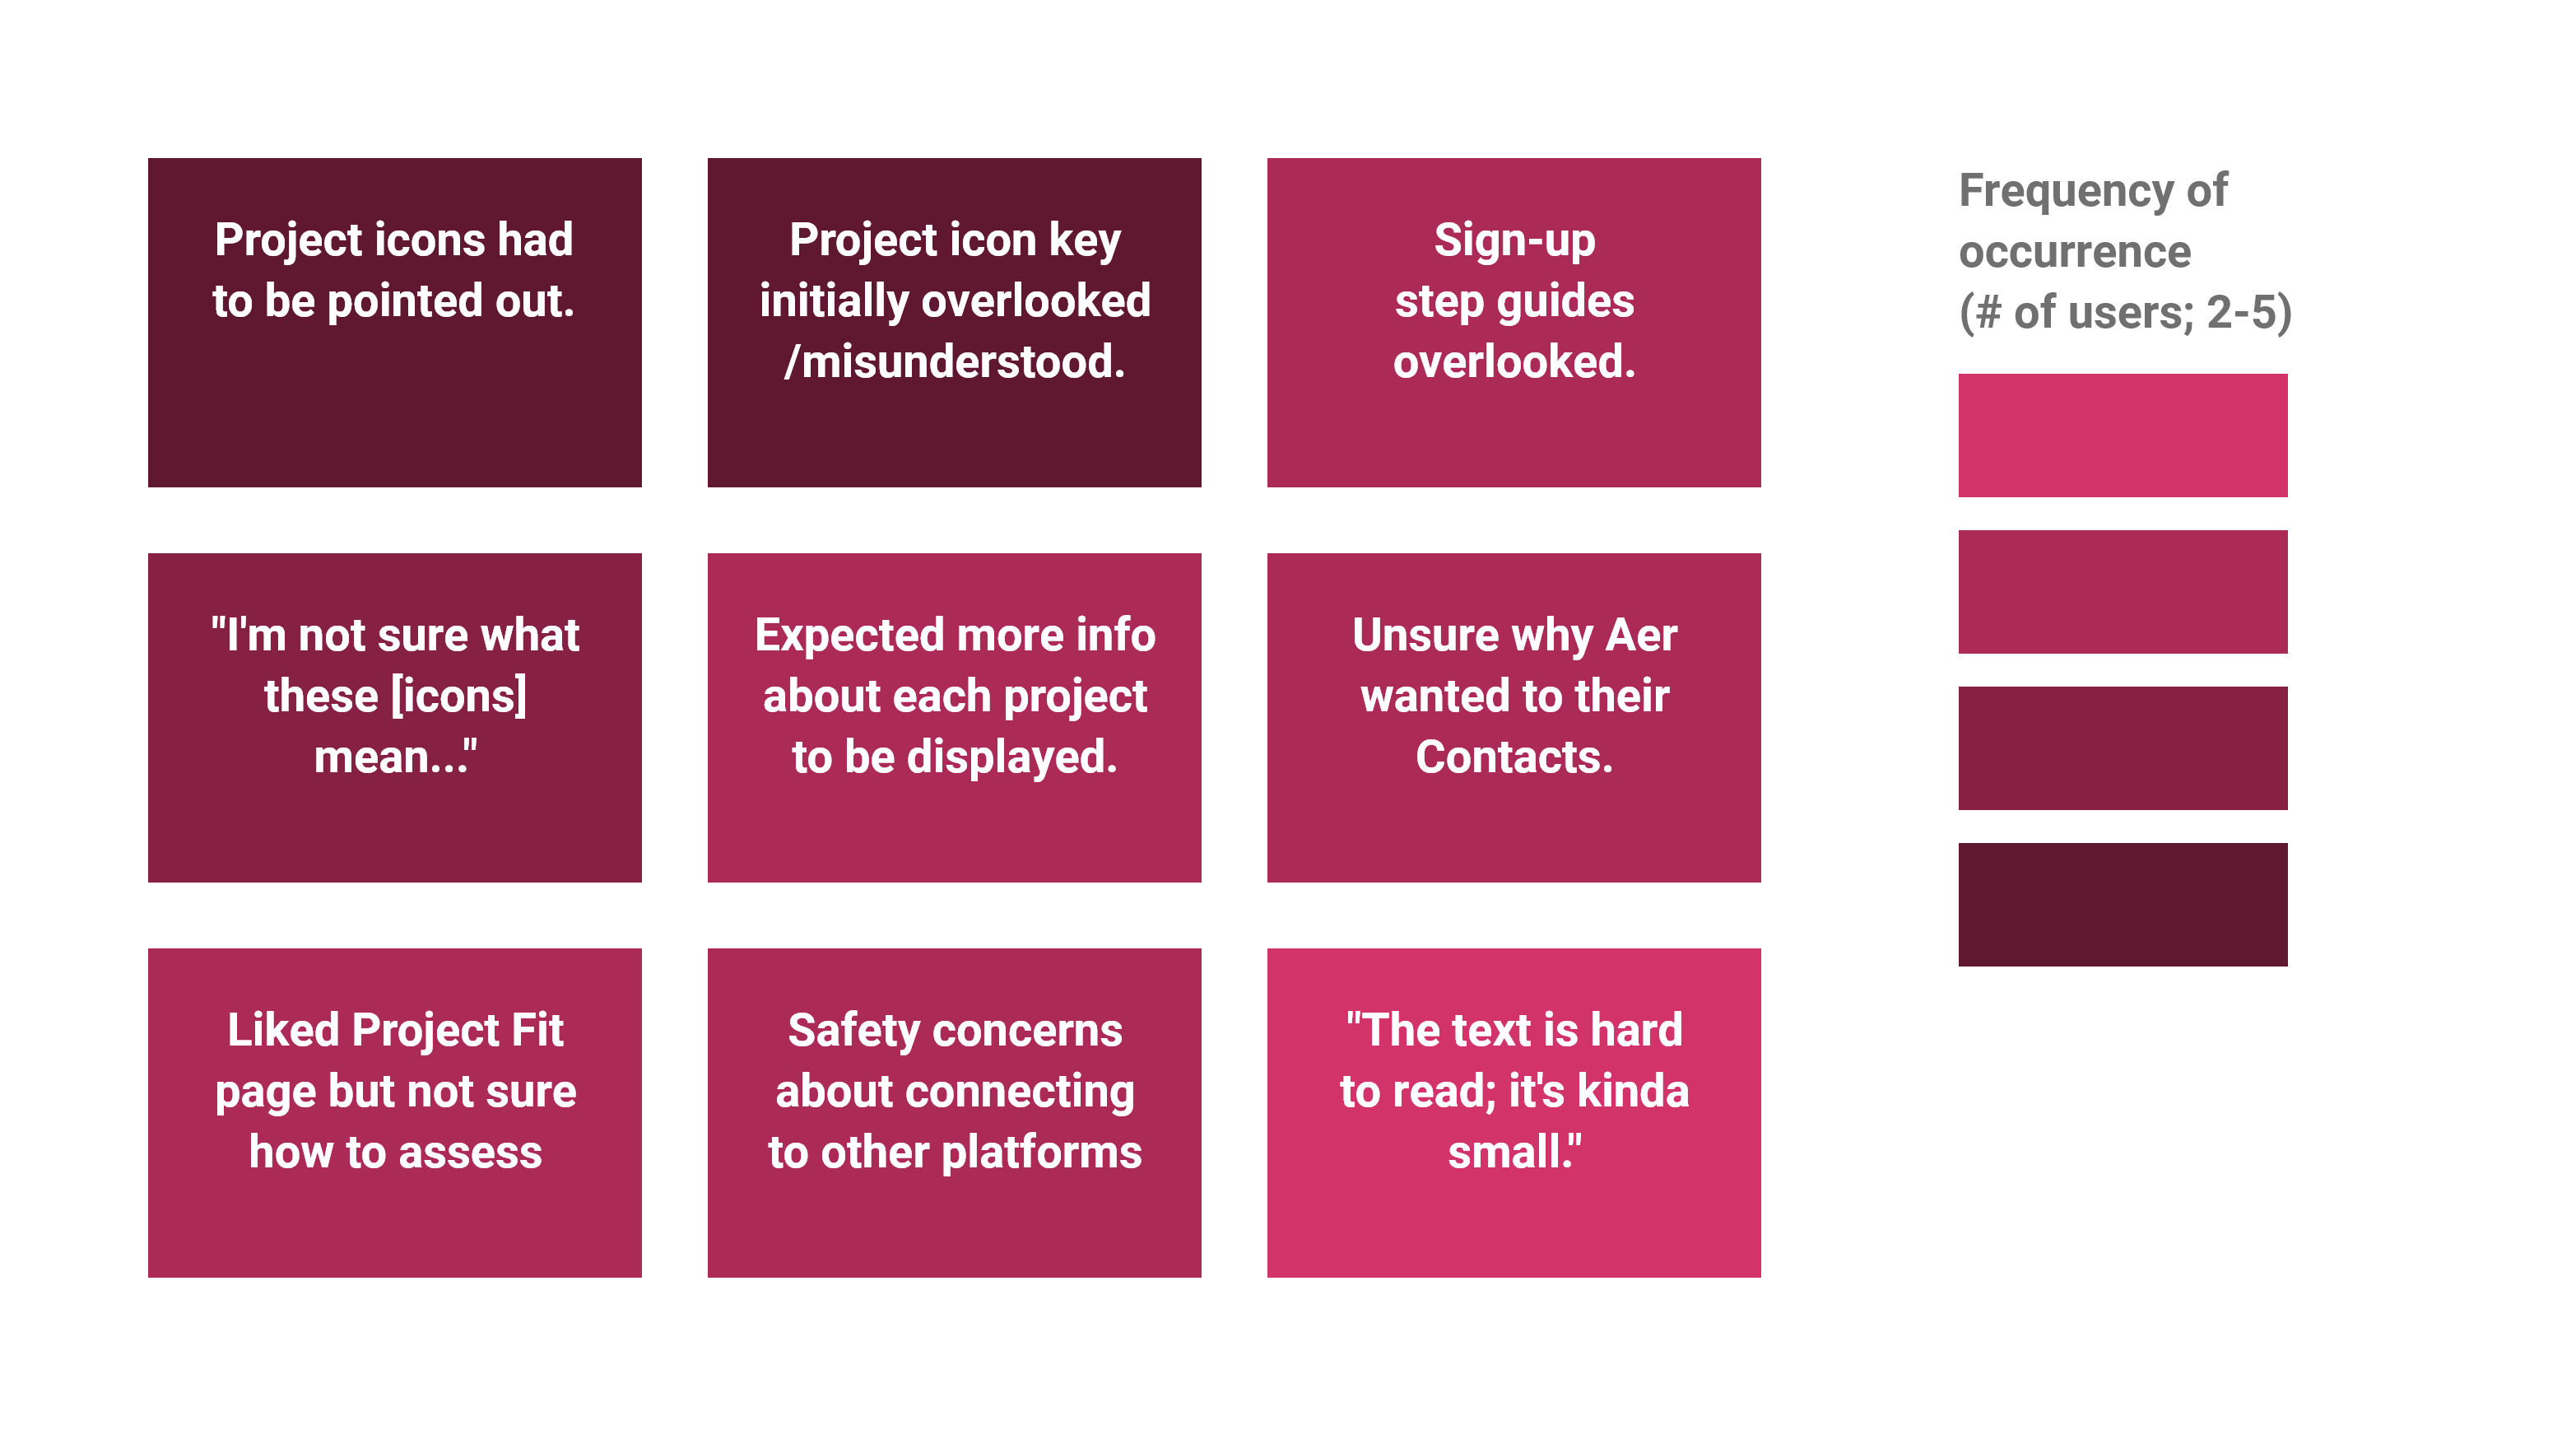 Project icons had
to be pointed out.
Project icon key
initially overlooked
/misunderstood.
Sign-up
step guides
overlooked.
"I'm not sure what
these [icons]
mean..."
Expected more info
about each project
to be displayed.
Unsure why Aer
wanted to their
Contacts.
Liked Project Fit
page but not sure
how to assess
Safety concerns
about connecting
to other platforms
"The text is hard
to read; it's kinda
small."
Frequency of
occurrence
(# of users; 2-5)